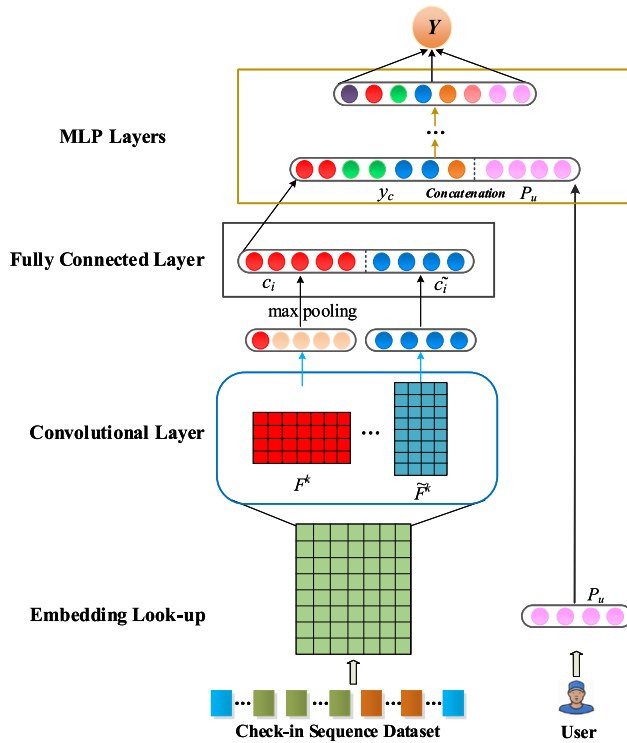 Y
MLP Layers
...
y_c Concatenation P_u
Fully Connected Layer
c_i c̃_i
max pooling
Convolutional Layer
...
F^k F̃^k
Embedding Look-up
P_u
... ... ... ...
Check-in Sequence Dataset
User